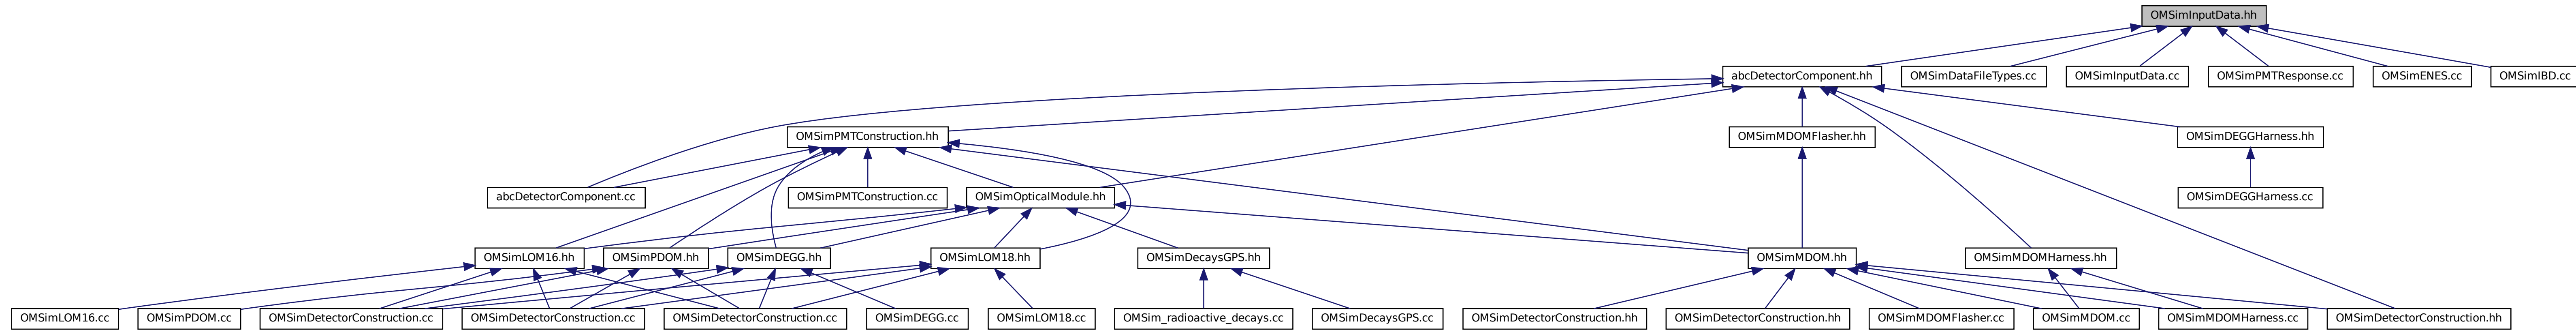 OMSimInputData.hh
abcDetectorComponent.hh
OMSimDataFileTypes.cc
OMSimInputData.cc
OMSimPMTResponse.cc
OMSimENES.cc
OMSimIBD.cc
OMSimPMTConstruction.hh
OMSimMDOMFlasher.hh
OMSimDEGGHarness.hh
abcDetectorComponent.cc
OMSimPMTConstruction.cc
OMSimOpticalModule.hh
OMSimDEGGHarness.cc
OMSimLOM16.hh
OMSimPDOM.hh
OMSimDEGG.hh
OMSimLOM18.hh
OMSimDecaysGPS.hh
OMSimMDOM.hh
OMSimMDOMHarness.hh
OMSimLOM16.cc
OMSimPDOM.cc
OMSimDetectorConstruction.cc
OMSimDetectorConstruction.cc
OMSimDetectorConstruction.cc
OMSimDEGG.cc
OMSimLOM18.cc
OMSim_radioactive_decays.cc
OMSimDecaysGPS.cc
OMSimDetectorConstruction.hh
OMSimDetectorConstruction.hh
OMSimMDOMFlasher.cc
OMSimMDOM.cc
OMSimMDOMHarness.cc
OMSimDetectorConstruction.hh